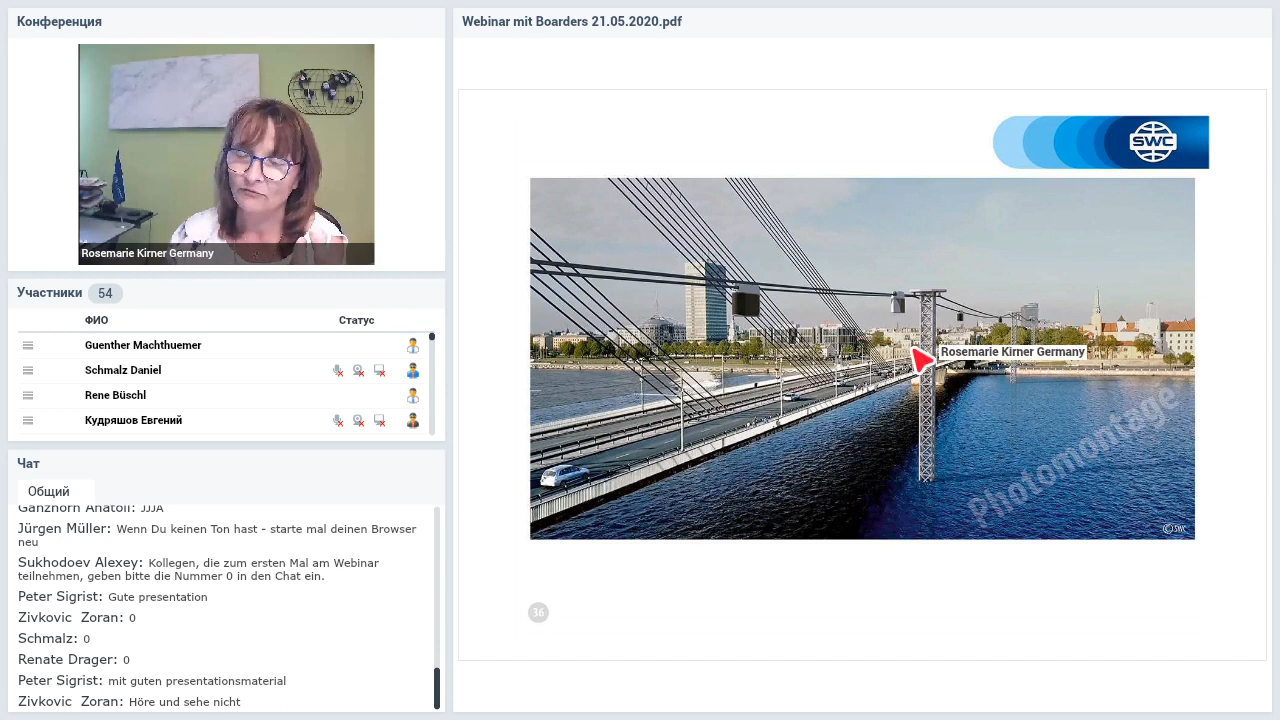 Конференция
Rosemarie Kirner Germany
Участники 54
ФИО Статус
Guenther Machthuemer
Schmalz Daniel
Rene Büschl
Кудряшов Евгений
Чат
Общий
Ganzhorn Anatoli: JJJA
Jürgen Müller: Wenn Du keinen Ton hast - starte mal deinen Browser
neu
Sukhodoev Alexey: Kollegen, die zum ersten Mal am Webinar
teilnehmen, geben bitte die Nummer 0 in den Chat ein.
Peter Sigrist: Gute presentation
Zivkovic Zoran: 0
Schmalz: 0
Renate Drager: 0
Peter Sigrist: mit guten presentationsmaterial
Zivkovic Zoran: Höre und sehe nicht
Webinar mit Boarders 21.05.2020.pdf
SWC
Rosemarie Kirner Germany
Photomontage
© SWC
36